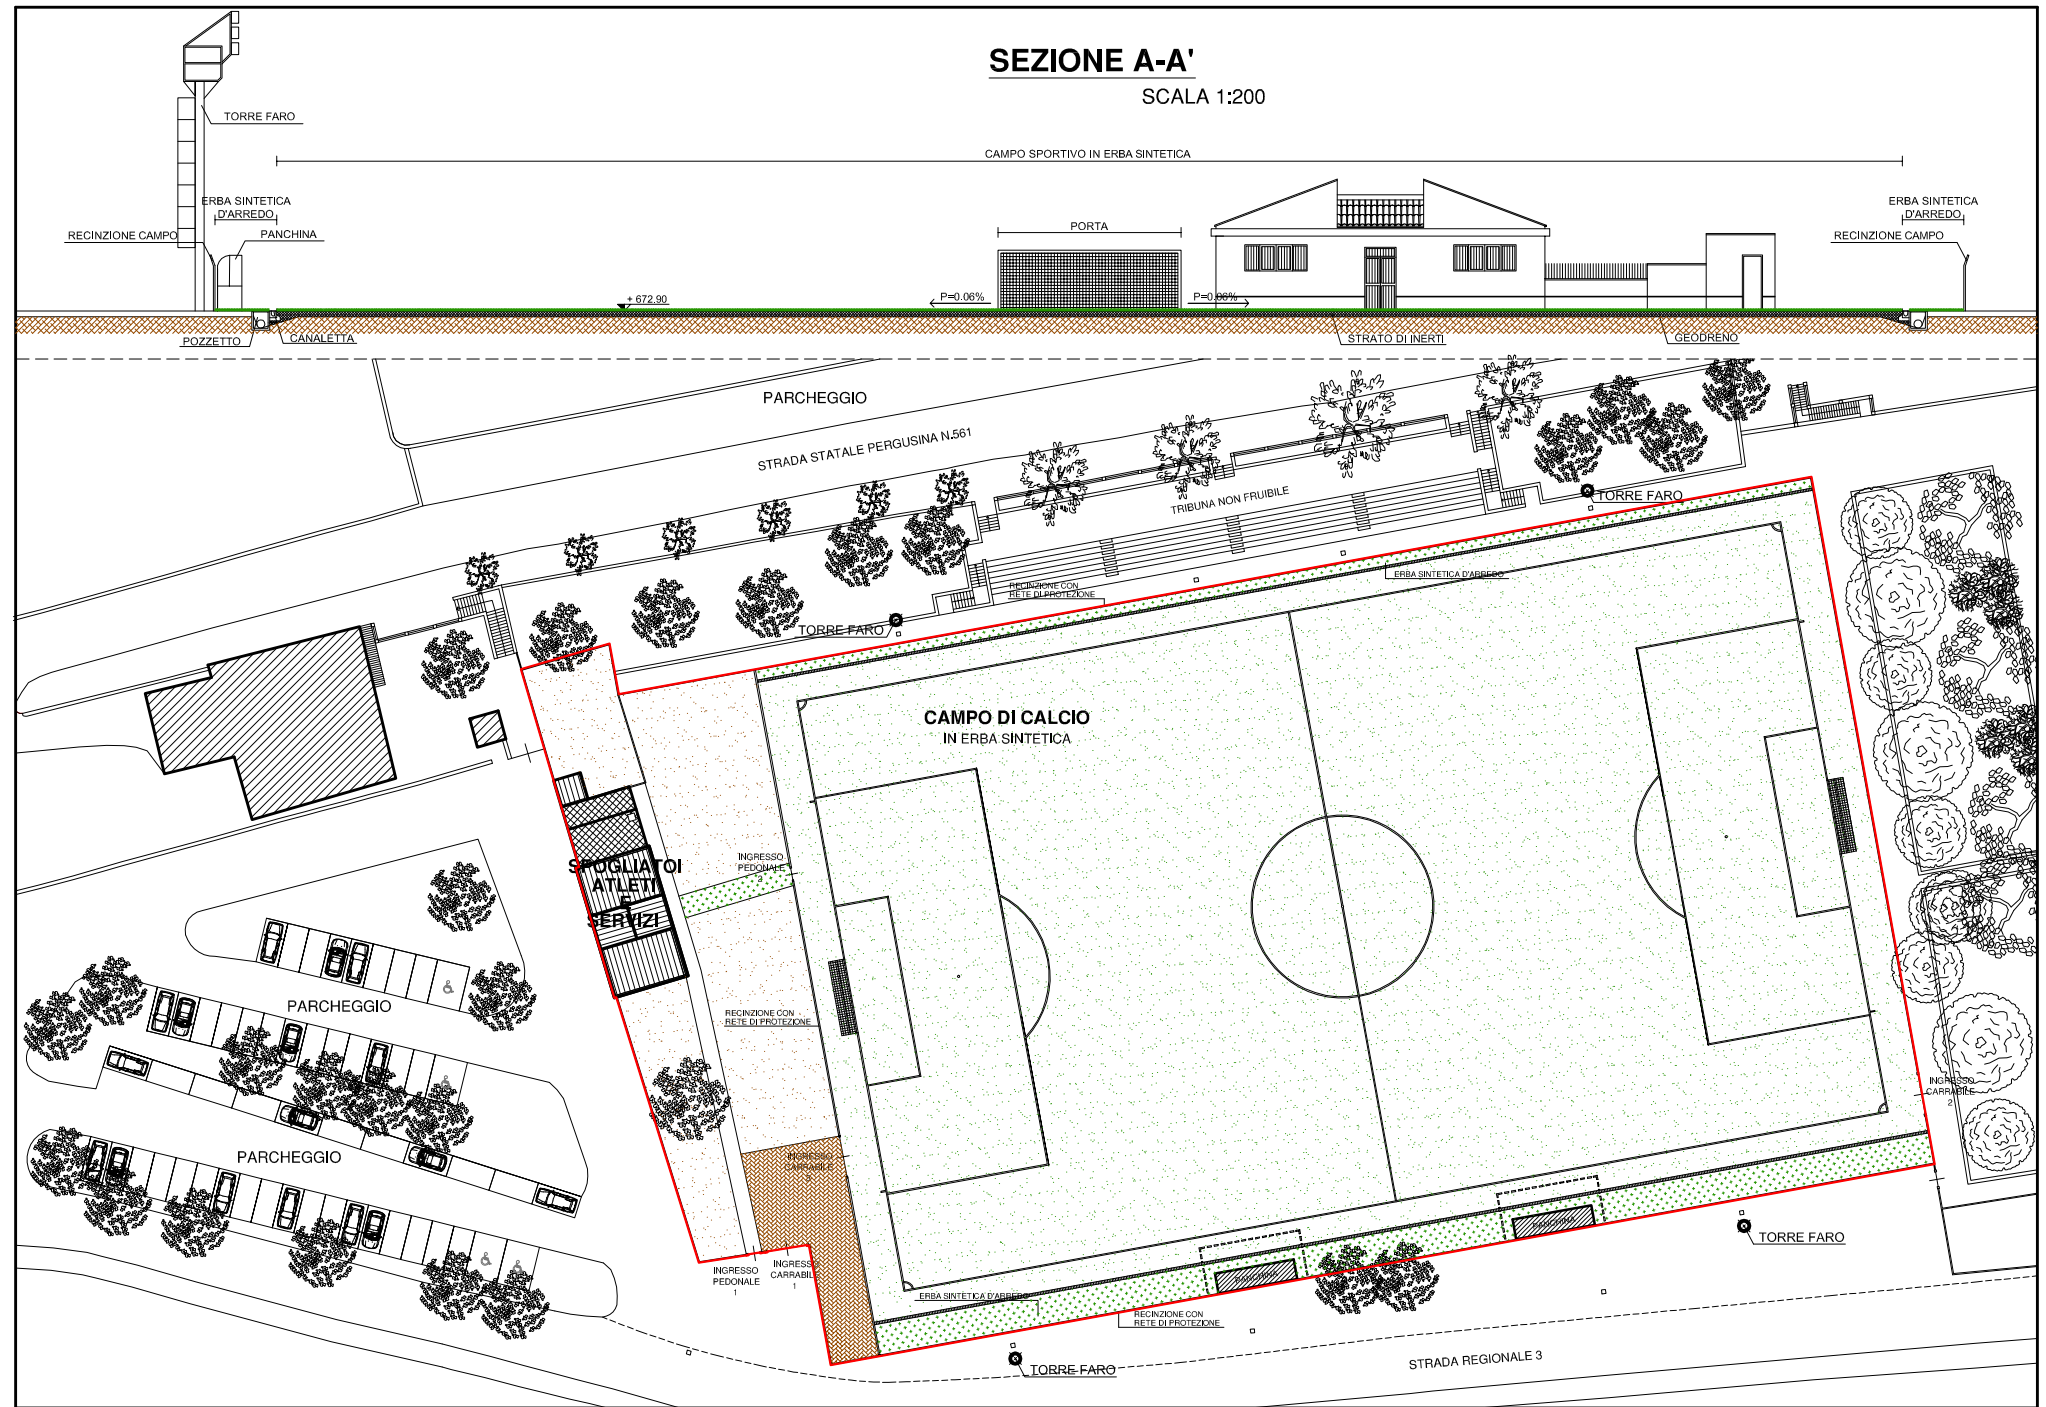 SEZIONE A-A'
SCALA 1:200
TORRE FARO
CAMPO SPORTIVO IN ERBA SINTETICA
ERBA SINTETICA
D'ARREDO
ERBA SINTETICA
D'ARREDO
RECINZIONE CAMPO
PANCHINA
PORTA
RECINZIONE CAMPO
+ 672.90
P=0.06%
P=0.06%
POZZETTO
CANALETTA
STRATO DI INERTI
GEODRENO
PARCHEGGIO
STRADA STATALE PERGUSINA N.561
TRIBUNA NON FRUIBILE
TORRE FARO
ERBA SINTETICA D'ARREDO
RECINZIONE CON
RETE DI PROTEZIONE
TORRE FARO
CAMPO DI CALCIO
IN ERBA SINTETICA
INGRESSO
PEDONALE
2
SPOGLIATOI
ATLETI
E
SERVIZI
PARCHEGGIO
RECINZIONE CON
RETE DI PROTEZIONE
INGRESSO
CARRABILE
2
PARCHEGGIO
INGRESSO
CARRABILE
3
PANCHINA
TORRE FARO
INGRESSO
PEDONALE
1
INGRESSO
CARRABILE
1
PANCHINA
ERBA SINTETICA D'ARREDO
RECINZIONE CON
RETE DI PROTEZIONE
TORRE FARO
STRADA REGIONALE 3